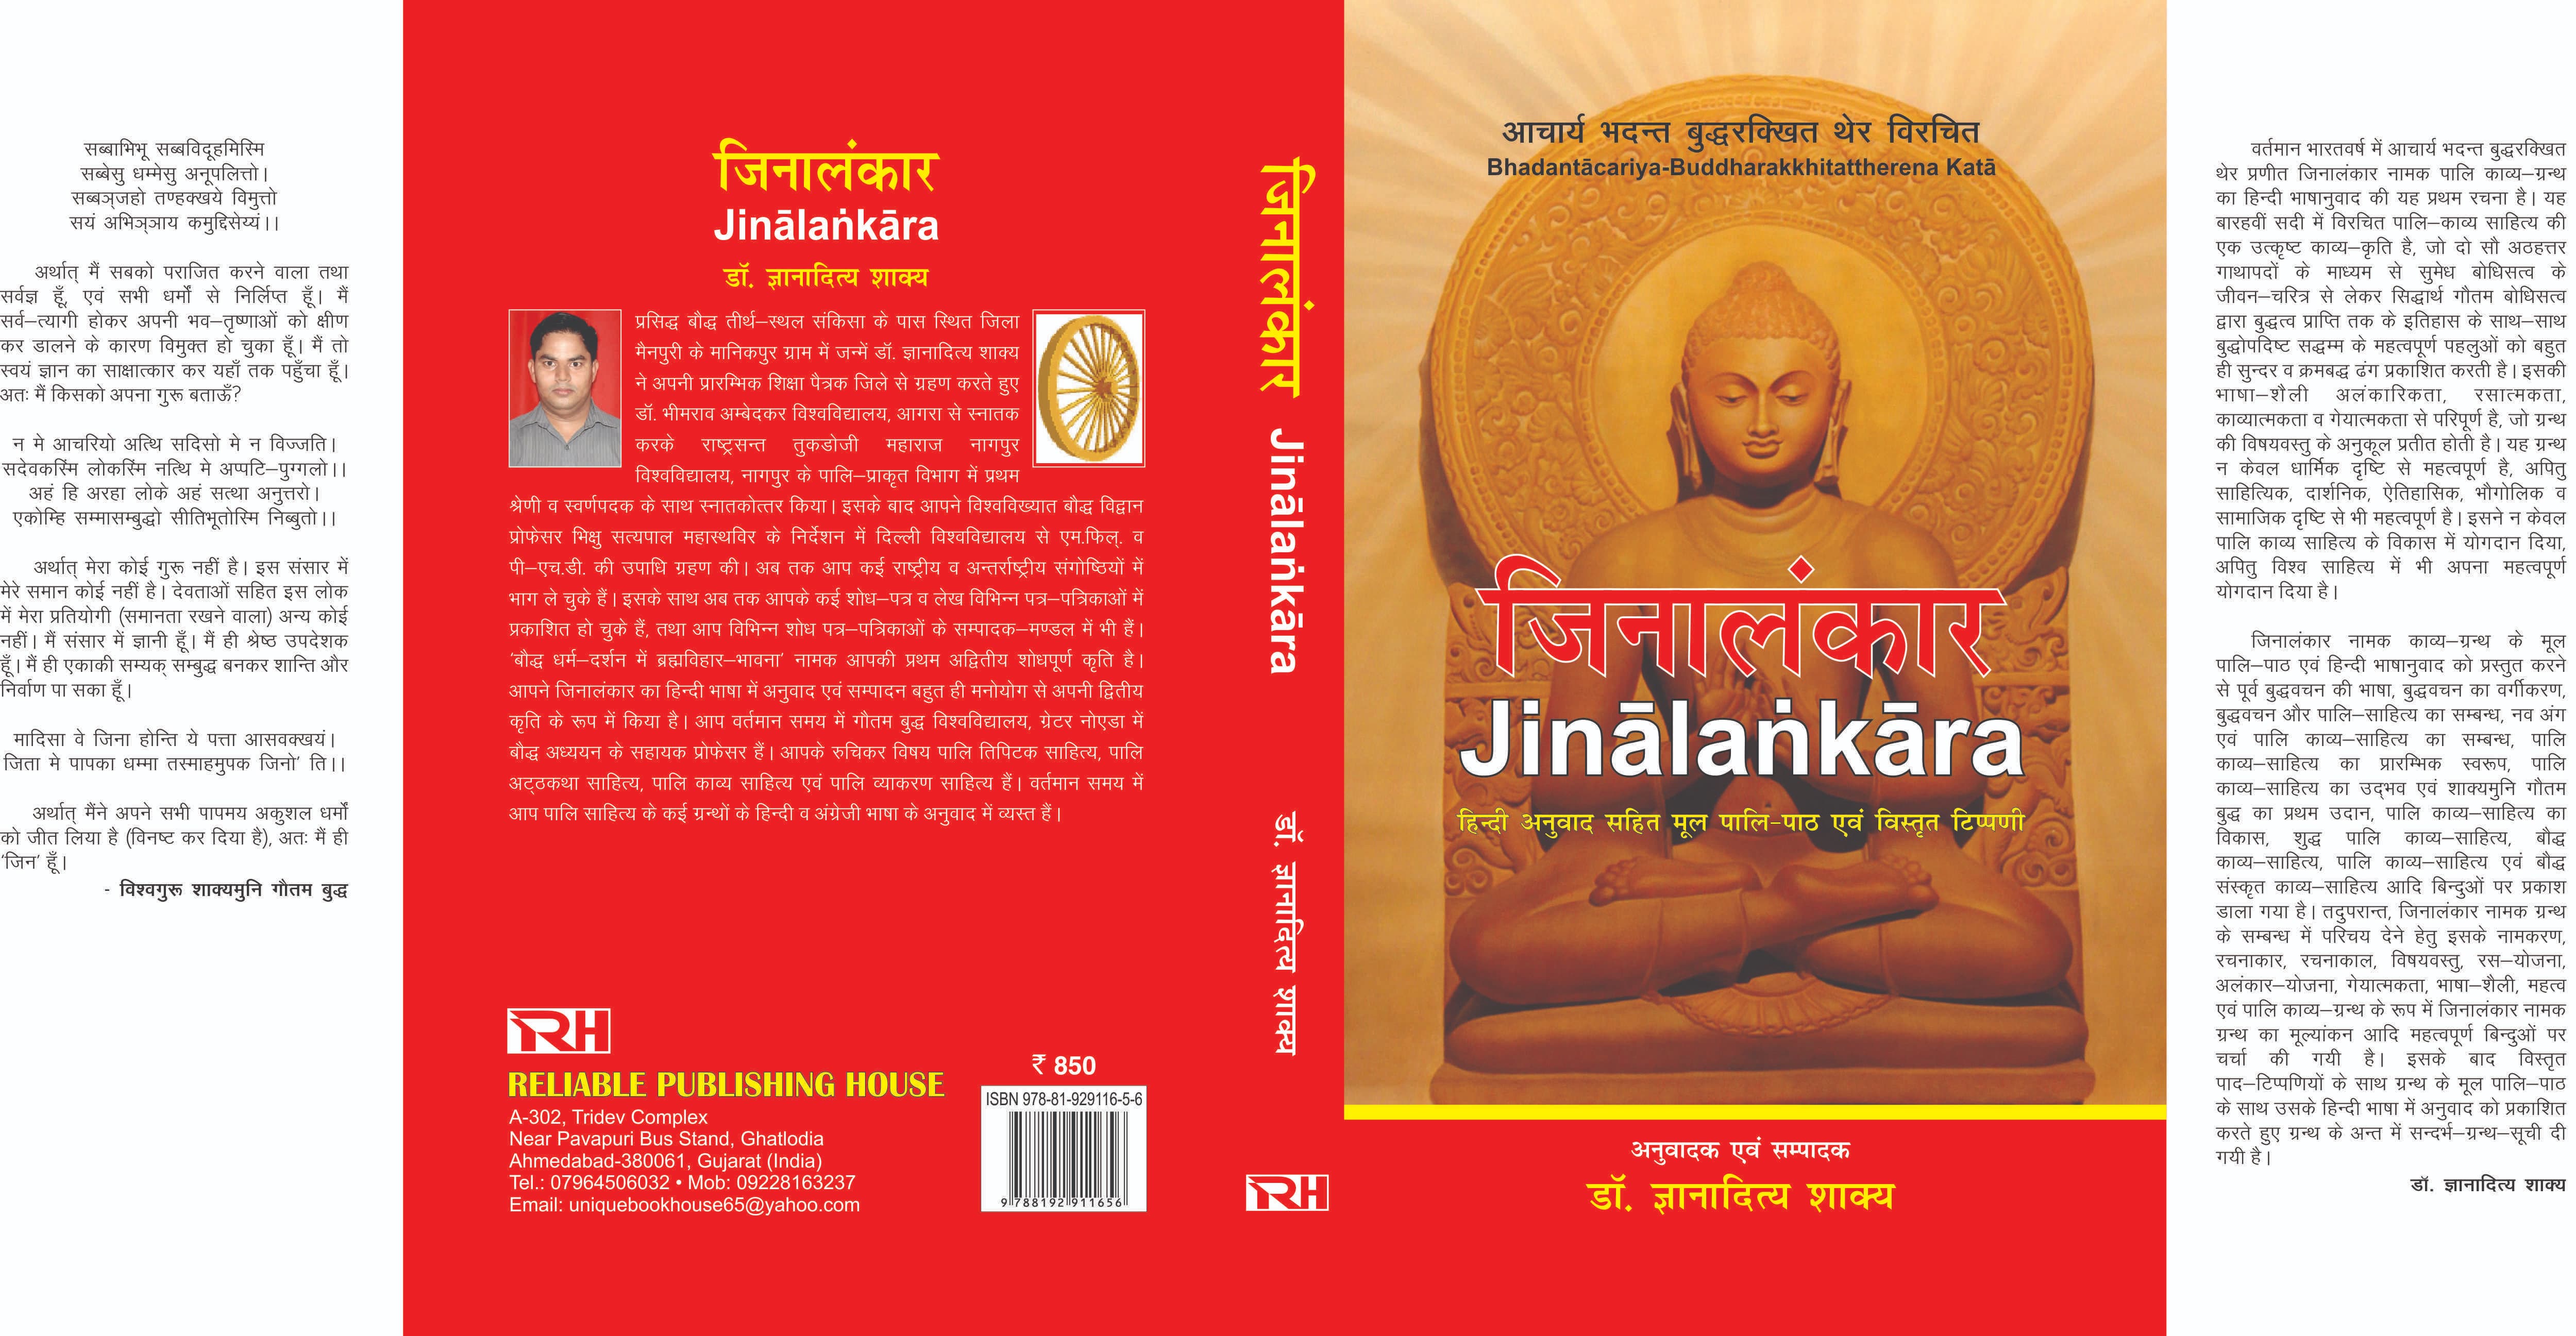 सब्बाभिभू सब्बविदूहमस्मि
सब्बेसु धम्मेसु अनूपलित्तो।
सब्बञ्जहो तण्हक्खये विमुत्तो
सयं अभिञ्ञाय कमुद्दिसेय्यं।।
अर्थात् मैं सबको पराजित करने वाला तथा
सर्वज्ञ हूँ, एवं सभी धर्मों से निर्लिप्त हूँ। मैं
सर्व–त्यागी होकर अपनी भव–तृष्णाओं को क्षीण
कर डालने के कारण विमुक्त हो चुका हूँ। मैं तो
स्वयं ज्ञान का साक्षात्कार कर यहाँ तक पहुँचा हूँ।
अतः मैं किसको अपना गुरू बताऊँ?
न मे आचरियो अत्थि सदिसो मे न विज्जति।
सदेवकस्मिं लोकस्मिं नत्थि मे अप्पटि–पुग्गलो।।
अहं हि अरहा लोके अहं सत्था अनुत्तरो।
एकोम्हि सम्मासम्बुद्धो सीतिभूतोस्मि निब्बुतो।।
अर्थात् मेरा कोई गुरू नहीं है। इस संसार में
मेरे समान कोई नहीं है। देवताओं सहित इस लोक
में मेरा प्रतियोगी (समानता रखने वाला) अन्य कोई
नहीं। मैं संसार में ज्ञानी हूँ। मैं ही श्रेष्ठ उपदेशक
हूँ। मैं ही एकाकी सम्यक् सम्बुद्ध बनकर शान्ति और
निर्वाण पा सका हूँ।
मादिसा वे जिना होन्ति ये पत्ता आसवक्खयं।
जिता मे पापका धम्मा तस्माहमुपक जिनो’ ति।।
अर्थात् मैंने अपने सभी पापमय अकुशल धर्मों
को जीत लिया है (विनष्ट कर दिया है), अतः मैं ही
‘जिन’ हूँ।
- विश्वगुरू शाक्यमुनि गौतम बुद्ध
जिनालंकार
Jinālaṅkāra
डॉ. ज्ञानादित्य शाक्य
प्रसिद्ध बौद्ध तीर्थ–स्थल संकिसा के पास स्थित जिला
मैनपुरी के मानिकपुर ग्राम में जन्में डॉ. ज्ञानादित्य शाक्य
ने अपनी प्रारम्भिक शिक्षा पैत्रक जिले से ग्रहण करते हुए
डॉ. भीमराव अम्बेदकर विश्वविद्यालय, आगरा से स्नातक
करके राष्ट्रसन्त तुकडोजी महाराज नागपुर
विश्वविद्यालय, नागपुर के पालि–प्राकृत विभाग में प्रथम
श्रेणी व स्वर्णपदक के साथ स्नातकोत्तर किया। इसके बाद आपने विश्वविख्यात बौद्ध विद्वान
प्रोफेसर भिक्षु सत्यपाल महास्थविर के निर्देशन में दिल्ली विश्वविद्यालय से एम.फिल्. व
पी–एच.डी. की उपाधि ग्रहण की। अब तक आप कई राष्ट्रीय व अन्तर्राष्ट्रीय संगोष्ठियों में
भाग ले चुके हैं। इसके साथ अब तक आपके कई शोध–पत्र व लेख विभिन्न पत्र–पत्रिकाओं में
प्रकाशित हो चुके हैं, तथा आप विभिन्न शोध पत्र–पत्रिकाओं के सम्पादक–मण्डल में भी हैं।
‘बौद्ध धर्म–दर्शन में ब्रह्मविहार–भावना’ नामक आपकी प्रथम अद्वितीय शोधपूर्ण कृति है।
आपने जिनालंकार का हिन्दी भाषा में अनुवाद एवं सम्पादन बहुत ही मनोयोग से अपनी द्वितीय
कृति के रूप में किया है। आप वर्तमान समय में गौतम बुद्ध विश्वविद्यालय, ग्रेटर नोएडा में
बौद्ध अध्ययन के सहायक प्रोफेसर हैं। आपके रुचिकर विषय पालि तिपिटक साहित्य, पालि
अट्ठकथा साहित्य, पालि काव्य साहित्य एवं पालि व्याकरण साहित्य हैं। वर्तमान समय में
आप पालि साहित्य के कई ग्रन्थों के हिन्दी व अंग्रेजी भाषा के अनुवाद में व्यस्त हैं।
RH
RELIABLE PUBLISHING HOUSE
A-302, Tridev Complex
Near Pavapuri Bus Stand, Ghatlodia
Ahmedabad-380061, Gujarat (India)
Tel.: 07964506032 • Mob: 09228163237
Email: uniquebookhouse65@yahoo.com
₹ 850
ISBN 978-81-929116-5-6
9 788192 911656
जिनालंकार Jinālaṅkāra डॉ. ज्ञानादित्य शाक्य
RH
आचार्य भदन्त बुद्धरक्खित थेर विरचित
Bhadantācariya-Buddharakkhitattherena Katā
जिनालंकार
Jinālaṅkāra
हिन्दी अनुवाद सहित मूल पालि-पाठ एवं विस्तृत टिप्पणी
अनुवादक एवं सम्पादक
डॉ. ज्ञानादित्य शाक्य
वर्तमान भारतवर्ष में आचार्य भदन्त बुद्धरक्खित
थेर प्रणीत जिनालंकार नामक पालि काव्य–ग्रन्थ
का हिन्दी भाषानुवाद की यह प्रथम रचना है। यह
बारहवीं सदी में विरचित पालि–काव्य साहित्य की
एक उत्कृष्ट काव्य–कृति है, जो दो सौ अठहत्तर
गाथापदों के माध्यम से सुमेध बोधिसत्व के
जीवन–चरित्र से लेकर सिद्धार्थ गौतम बोधिसत्व
द्वारा बुद्धत्व प्राप्ति तक के इतिहास के साथ–साथ
बुद्धोपदिष्ट सद्धम्म के महत्वपूर्ण पहलुओं को बहुत
ही सुन्दर व क्रमबद्ध ढंग प्रकाशित करती है। इसकी
भाषा–शैली अलंकारिकता, रसात्मकता,
काव्यात्मकता व गेयात्मकता से परिपूर्ण है, जो ग्रन्थ
की विषयवस्तु के अनुकूल प्रतीत होती है। यह ग्रन्थ
न केवल धार्मिक दृष्टि से महत्वपूर्ण है, अपितु
साहित्यिक, दार्शनिक, ऐतिहासिक, भौगोलिक व
सामाजिक दृष्टि से भी महत्वपूर्ण है। इसने न केवल
पालि काव्य साहित्य के विकास में योगदान दिया,
अपितु विश्व साहित्य में भी अपना महत्वपूर्ण
योगदान दिया है।
जिनालंकार नामक काव्य–ग्रन्थ के मूल
पालि–पाठ एवं हिन्दी भाषानुवाद को प्रस्तुत करने
से पूर्व बुद्धवचन की भाषा, बुद्धवचन का वर्गीकरण,
बुद्धवचन और पालि–साहित्य का सम्बन्ध, नव अंग
एवं पालि काव्य–साहित्य का सम्बन्ध, पालि
काव्य–साहित्य का प्रारम्भिक स्वरूप, पालि
काव्य–साहित्य का उद्भव एवं शाक्यमुनि गौतम
बुद्ध का प्रथम उदान, पालि काव्य–साहित्य का
विकास, शुद्ध पालि काव्य–साहित्य, बौद्ध
काव्य–साहित्य, पालि काव्य–साहित्य एवं बौद्ध
संस्कृत काव्य–साहित्य आदि बिन्दुओं पर प्रकाश
डाला गया है। तदुपरान्त, जिनालंकार नामक ग्रन्थ
के सम्बन्ध में परिचय देने हेतु इसके नामकरण,
रचनाकार, रचनाकाल, विषयवस्तु, रस–योजना,
अलंकार–योजना, गेयात्मकता, भाषा–शैली, महत्व
एवं पालि काव्य–ग्रन्थ के रूप में जिनालंकार नामक
ग्रन्थ का मूल्यांकन आदि महत्वपूर्ण बिन्दुओं पर
चर्चा की गयी है। इसके बाद विस्तृत
पाद–टिप्पणियों के साथ ग्रन्थ के मूल पालि–पाठ
के साथ उसके हिन्दी भाषा में अनुवाद को प्रकाशित
करते हुए ग्रन्थ के अन्त में सन्दर्भ–ग्रन्थ–सूची दी
गयी है।
डॉ. ज्ञानादित्य शाक्य